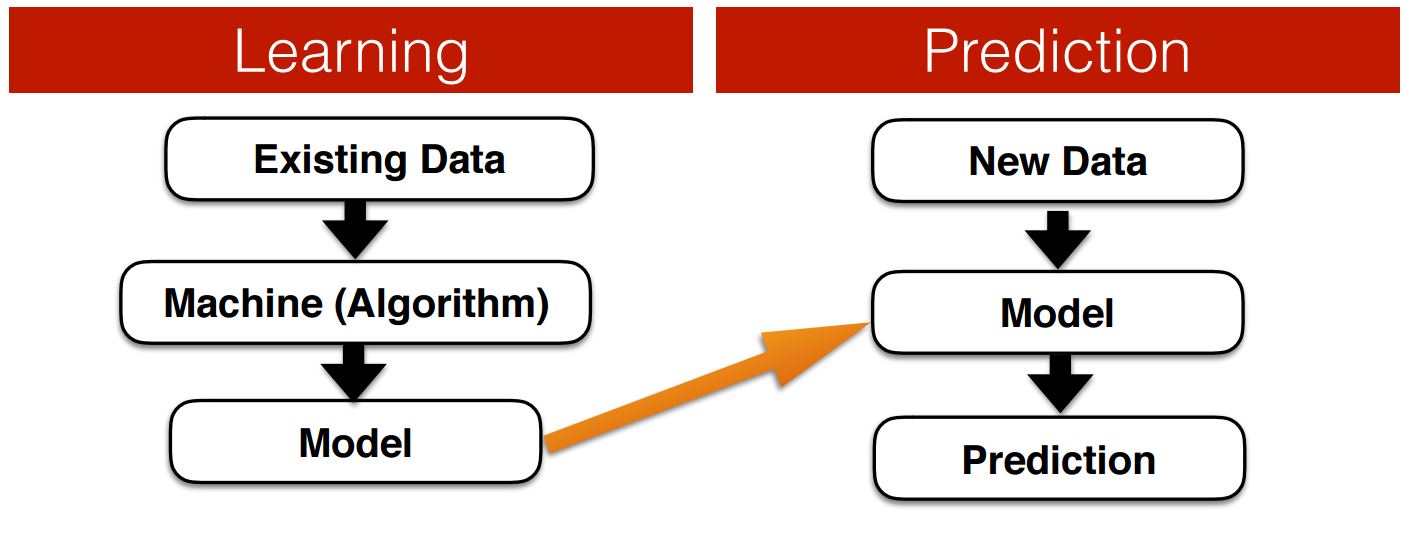 Learning
Existing Data
Machine (Algorithm)
Model
Prediction
New Data
Model
Prediction